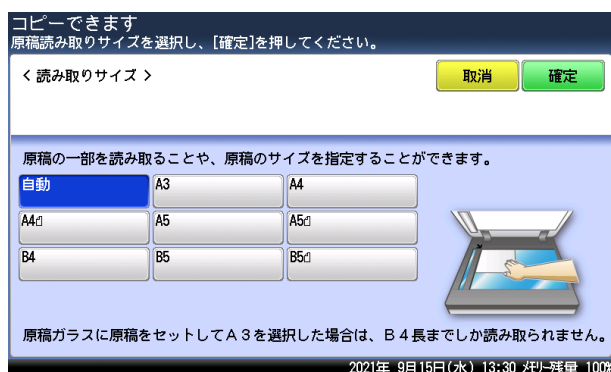 コピーできます
原稿読み取りサイズを選択し、[確定]を押してください。
< 読み取りサイズ >
取消
確定
原稿の一部を読み取ることや、原稿のサイズを指定することができます。
自動
A3
A4
A4
A5
A5
B4
B5
B5
原稿ガラスに原稿をセットしてA3を選択した場合は、B4長までしか読み取られません。
2021年 9月15日(水) 13:30 ﾒﾓﾘｰ残量 100%